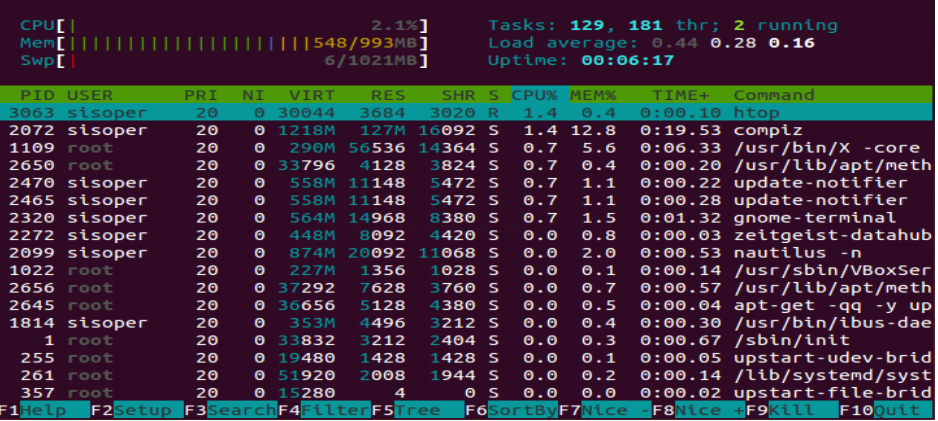 CPU[| 2.1%] Tasks: 129, 181 thr; 2 running
Mem[||||||||||||||||||||||548/993MB] Load average: 0.44 0.28 0.16
Swp[| 6/1021MB] Uptime: 00:06:17
PID USER PRI NI VIRT RES SHR S CPU% MEM% TIME+ Command
3063 sisoper 20 0 30044 3684 3020 R 1.4 0.4 0:00.10 htop
2072 sisoper 20 0 1218M 127M 16092 S 1.4 12.8 0:19.53 compiz
1109 root 20 0 290M 56536 14364 S 0.7 5.6 0:06.33 /usr/bin/X -core
2650 root 20 0 33796 4128 3824 S 0.7 0.4 0:00.20 /usr/lib/apt/meth
2470 sisoper 20 0 558M 11148 5472 S 0.7 1.1 0:00.22 update-notifier
2465 sisoper 20 0 558M 11148 5472 S 0.7 1.1 0:00.28 update-notifier
2320 sisoper 20 0 564M 14968 8380 S 0.7 1.5 0:01.32 gnome-terminal
2272 sisoper 20 0 448M 8092 4420 S 0.0 0.8 0:00.03 zeitgeist-datahub
2099 sisoper 20 0 874M 20092 11068 S 0.0 2.0 0:00.53 nautilus -n
1022 root 20 0 227M 1356 1028 S 0.0 0.1 0:00.14 /usr/sbin/VBoxSer
2656 root 20 0 37292 7628 3760 S 0.0 0.7 0:00.57 /usr/lib/apt/meth
2645 root 20 0 36656 5128 4380 S 0.0 0.5 0:00.04 apt-get -qq -y up
1814 sisoper 20 0 353M 4496 3212 S 0.0 0.4 0:00.30 /usr/bin/ibus-dae
1 root 20 0 33832 3212 2404 S 0.0 0.3 0:00.67 /sbin/init
255 root 20 0 19480 1428 1428 S 0.0 0.1 0:00.05 upstart-udev-brid
261 root 20 0 51920 2008 1944 S 0.0 0.2 0:00.14 /lib/systemd/syst
357 root 20 0 15280 4 0 S 0.0 0.0 0:00.02 upstart-file-brid
F1Help F2Setup F3SearchF4FilterF5Tree F6SortByF7Nice -F8Nice +F9Kill F10Quit